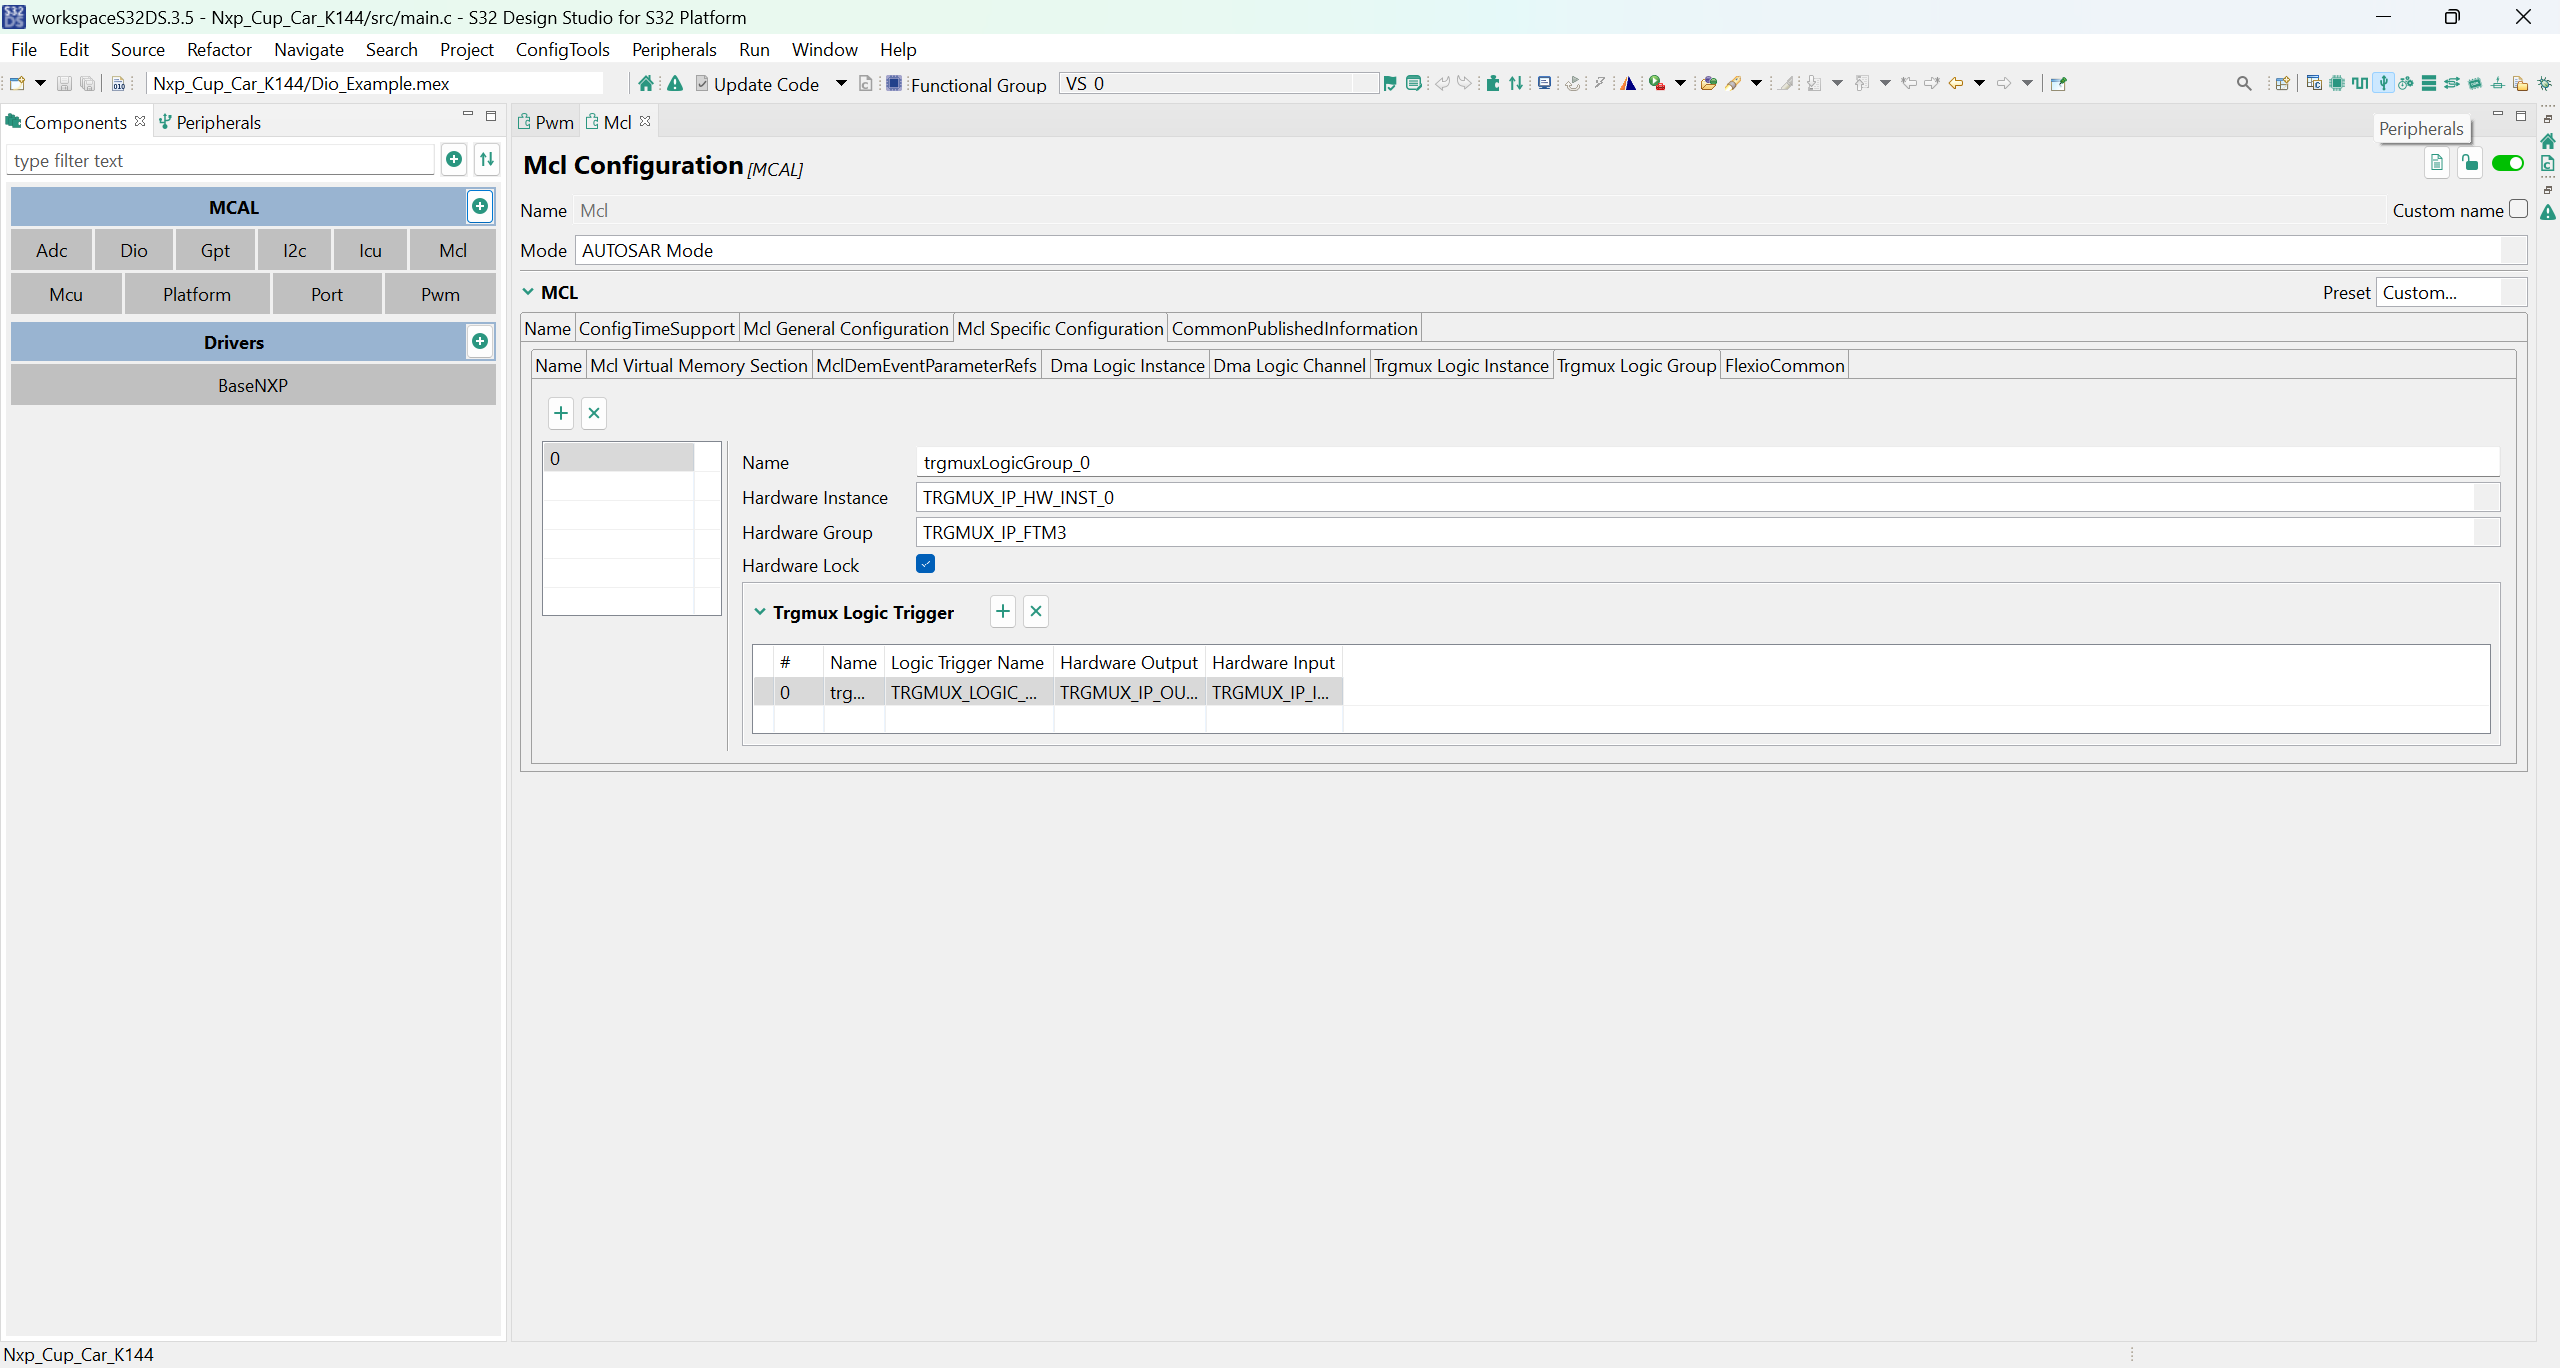 workspaceS32DS.3.5 - Nxp_Cup_Car_K144/src/main.c - S32 Design Studio for S32 Platform
File Edit Source Refactor Navigate Search Project ConfigTools Peripherals Run Window Help
Nxp_Cup_Car_K144/Dio_Example.mex Update Code Functional Group VS 0
Components Peripherals
type filter text
MCAL
Adc Dio Gpt I2c Icu Mcl
Mcu Platform Port Pwm
Drivers
BaseNXP
Pwm Mcl
Peripherals
Mcl Configuration [MCAL]
Name Mcl Custom name
Mode AUTOSAR Mode
MCL Preset Custom...
Name ConfigTimeSupport Mcl General Configuration Mcl Specific Configuration CommonPublishedInformation
Name Mcl Virtual Memory Section MclDemEventParameterRefs Dma Logic Instance Dma Logic Channel Trgmux Logic Instance Trgmux Logic Group FlexioCommon
0
Name trgmuxLogicGroup_0
Hardware Instance TRGMUX_IP_HW_INST_0
Hardware Group TRGMUX_IP_FTM3
Hardware Lock
Trgmux Logic Trigger
# Name Logic Trigger Name Hardware Output Hardware Input
0 trg... TRGMUX_LOGIC_... TRGMUX_IP_OU... TRGMUX_IP_I...
Nxp_Cup_Car_K144